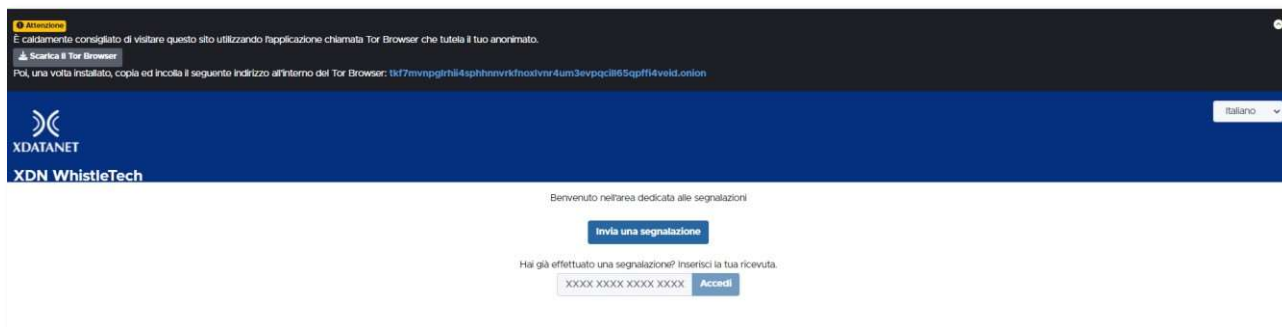 Attenzione
È caldamente consigliato di visitare questo sito utilizzando l'applicazione chiamata Tor Browser che tutela il tuo anonimato.
Scarica il Tor Browser
Poi, una volta installato, copia ed incolla il seguente indirizzo all'interno del Tor Browser:
Italiano
XDATANET
XDN WhistleTech
Benvenuto nell'area dedicata alle segnalazioni
Invia una segnalazione
Hai già effettuato una segnalazione? Inserisci la tua ricevuta.
XXXX XXXX XXXX XXXX Accedi